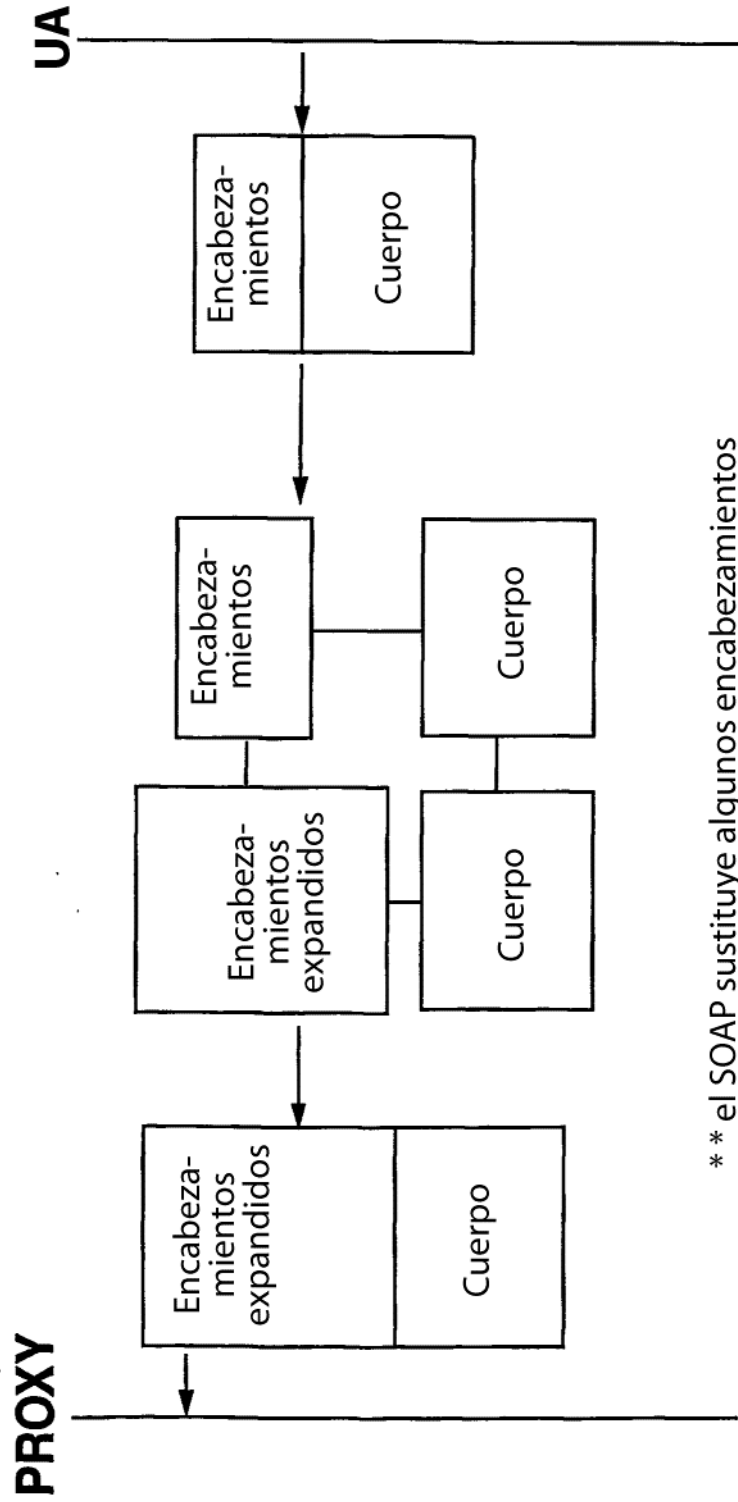 PROXY
UA
Encabeza-
mientos
expandidos
Cuerpo
Encabeza-
mientos
expandidos
Cuerpo
Encabeza-
mientos
Cuerpo
Encabeza-
mientos
Cuerpo
* * el SOAP sustituye algunos encabezamientos